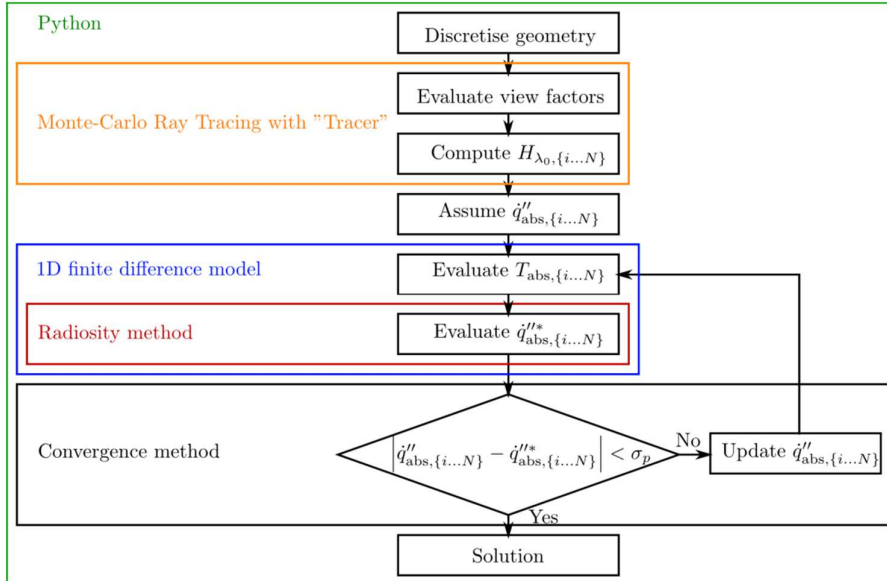 Python
Discretise geometry
Evaluate view factors
Monte-Carlo Ray Tracing with "Tracer"
Compute $H_{\lambda_0,\{i...N\}}$
Assume $\dot{q}''_{\mathrm{abs},\{i...N\}}$
1D finite difference model
Evaluate $T_{\mathrm{abs},\{i...N\}}$
Radiosity method
Evaluate $\dot{q}''^{*}_{\mathrm{abs},\{i...N\}}$
Convergence method
$\left|\dot{q}''_{\mathrm{abs},\{i...N\}} - \dot{q}''^{*}_{\mathrm{abs},\{i...N\}}\right| < \sigma_p$
No
Update $\dot{q}''_{\mathrm{abs},\{i...N\}}$
Yes
Solution